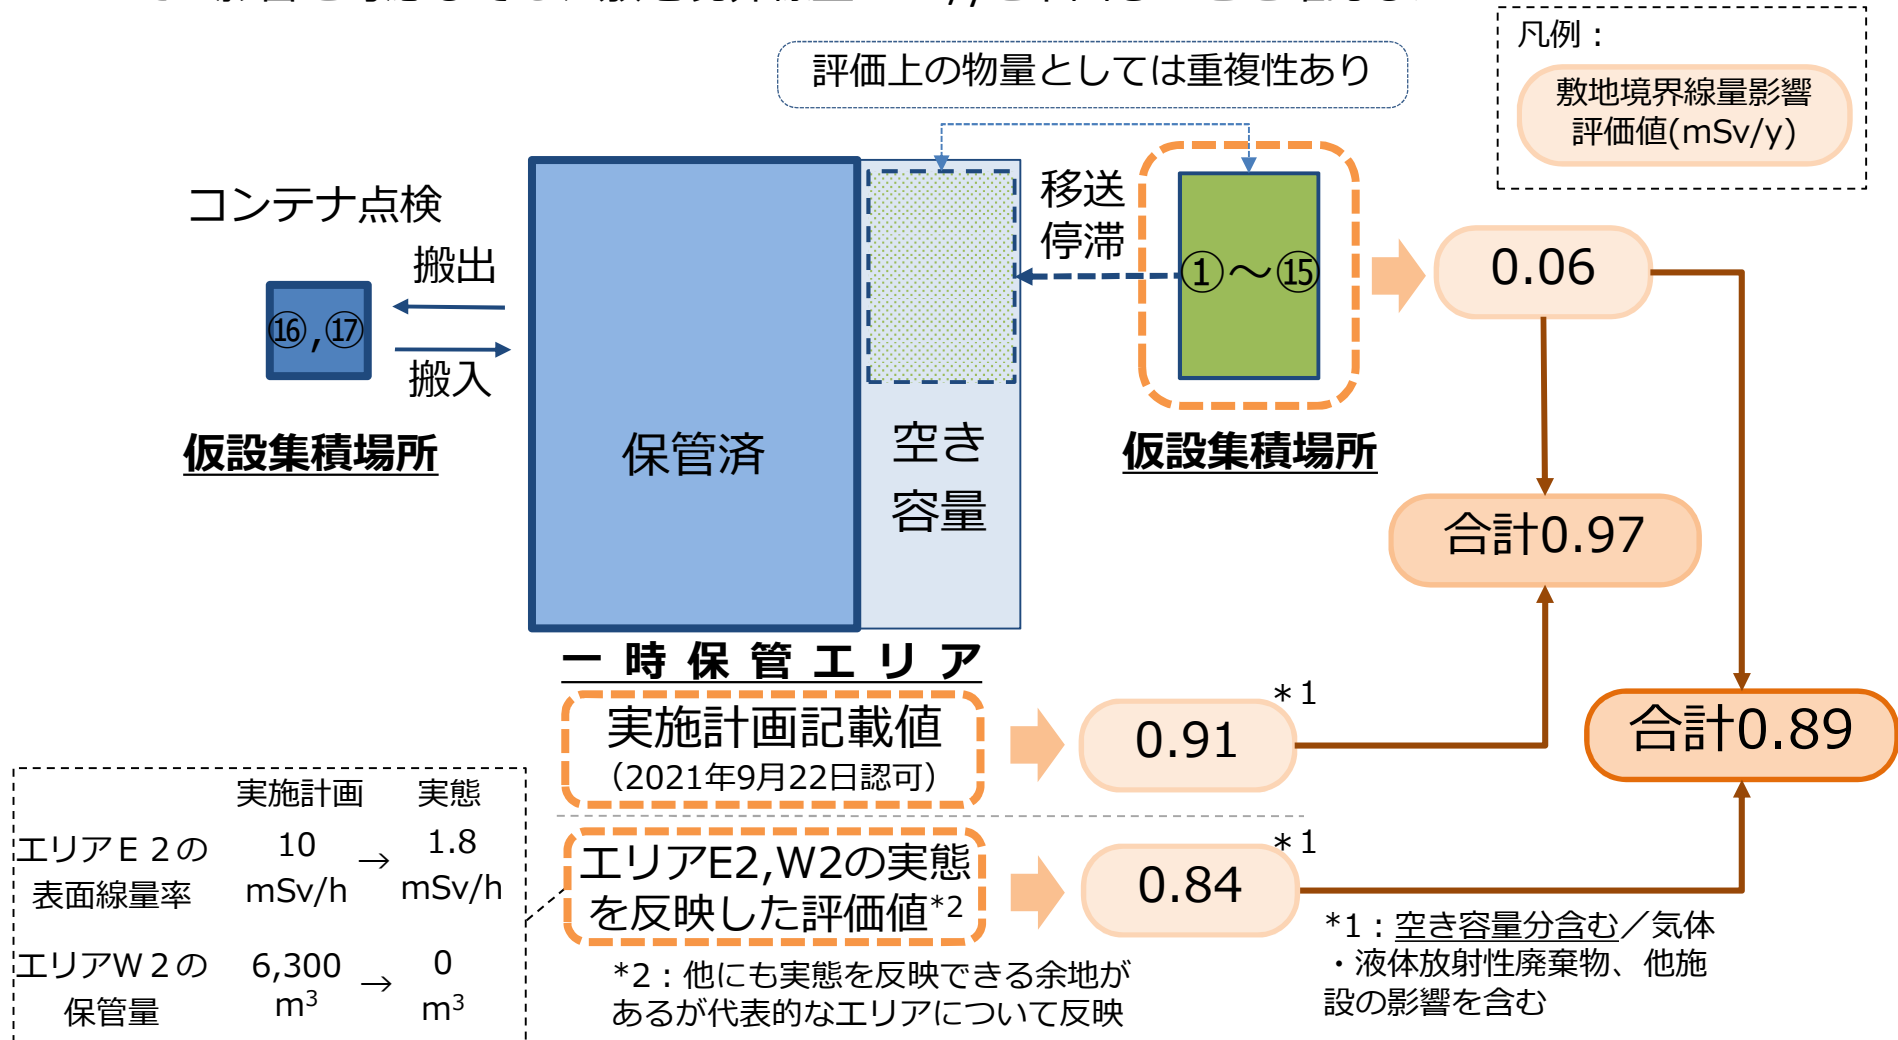 凡例：
敷地境界線量影響
評価値(mSv/y)
評価上の物量としては重複性あり
コンテナ点検
搬出
搬入
⑯,⑰
仮設集積場所
保管済
空き
容量
移送
停滞
①～⑮
仮設集積場所
0.06
合計0.97
合計0.89
一時保管エリア
実施計画記載値
（2021年9月22日認可）
0.91
*1
エリアE2,W2の実態
を反映した評価値*2
0.84
*1
実施計画 実態
エリアＥ２の
表面線量率
10
mSv/h
→
1.8
mSv/h
エリアＷ２の
保管量
6,300
m3
→
0
m3
*2：他にも実態を反映できる余地が
あるが代表的なエリアについて反映
*1：空き容量分含む／気体
・液体放射性廃棄物、他施
設の影響を含む